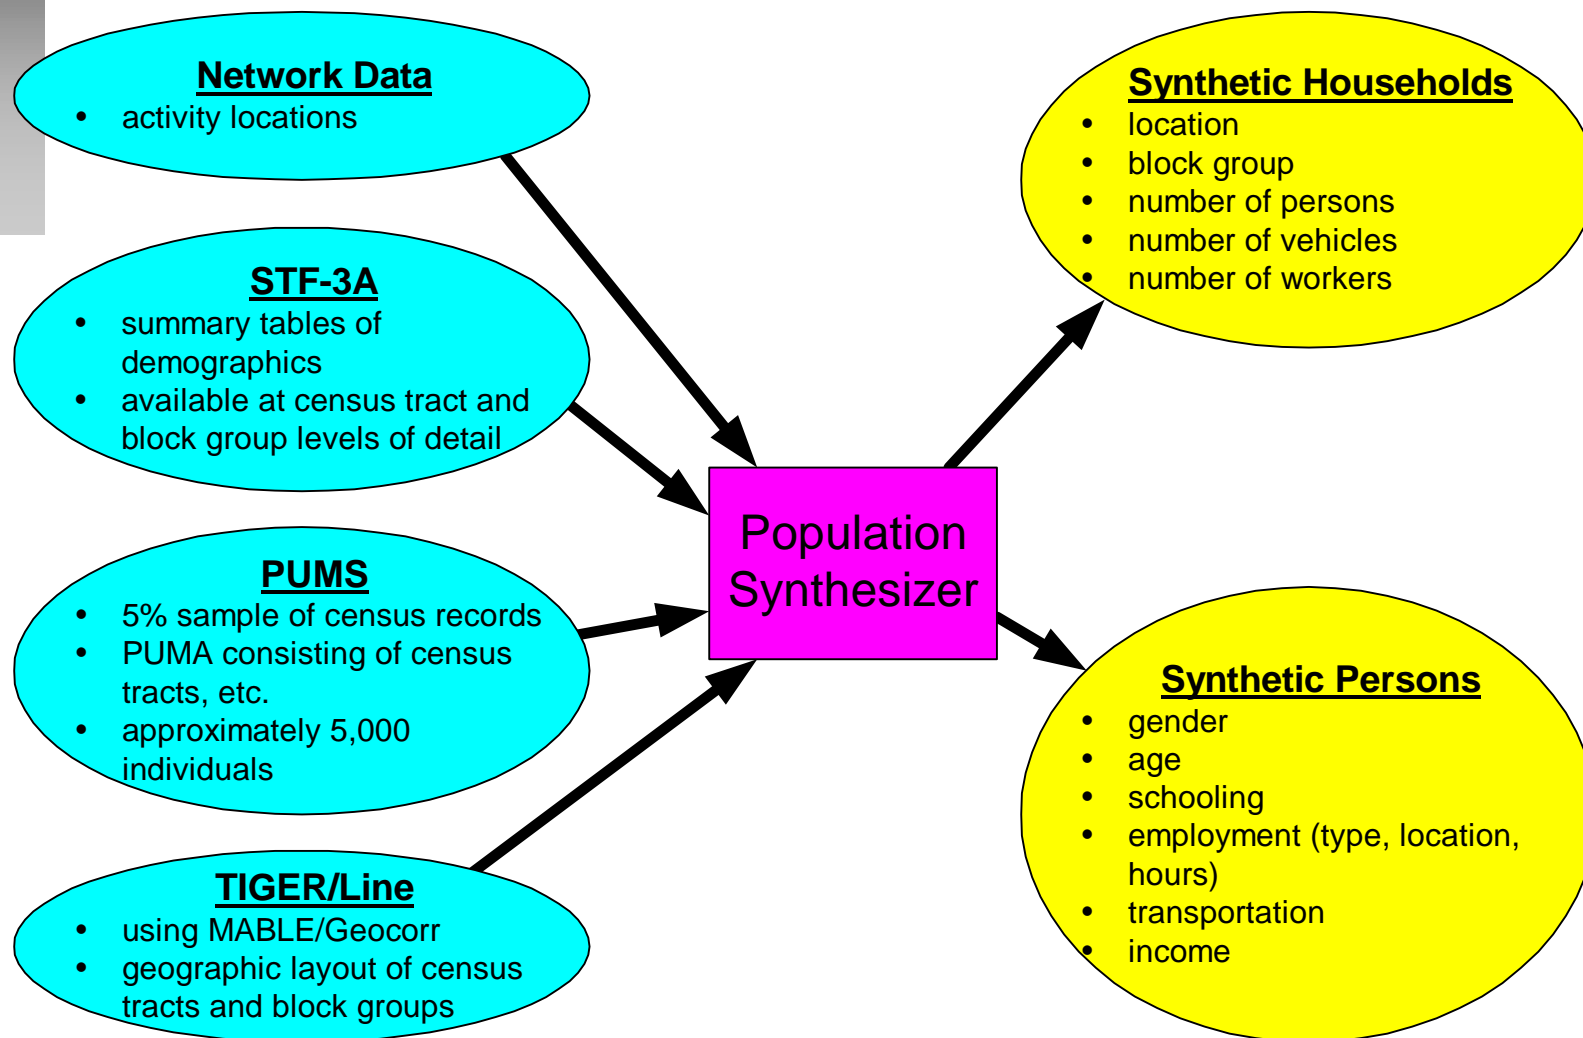 Network Data
• activity locations
STF-3A
• summary tables of
demographics
• available at census tract and
block group levels of detail
PUMS
• 5% sample of census records
• PUMA consisting of census
tracts, etc.
• approximately 5,000
individuals
TIGER/Line
• using MABLE/Geocorr
• geographic layout of census
tracts and block groups
Population
Synthesizer
Synthetic Households
• location
• block group
• number of persons
• number of vehicles
• number of workers
Synthetic Persons
• gender
• age
• schooling
• employment (type, location,
hours)
• transportation
• income